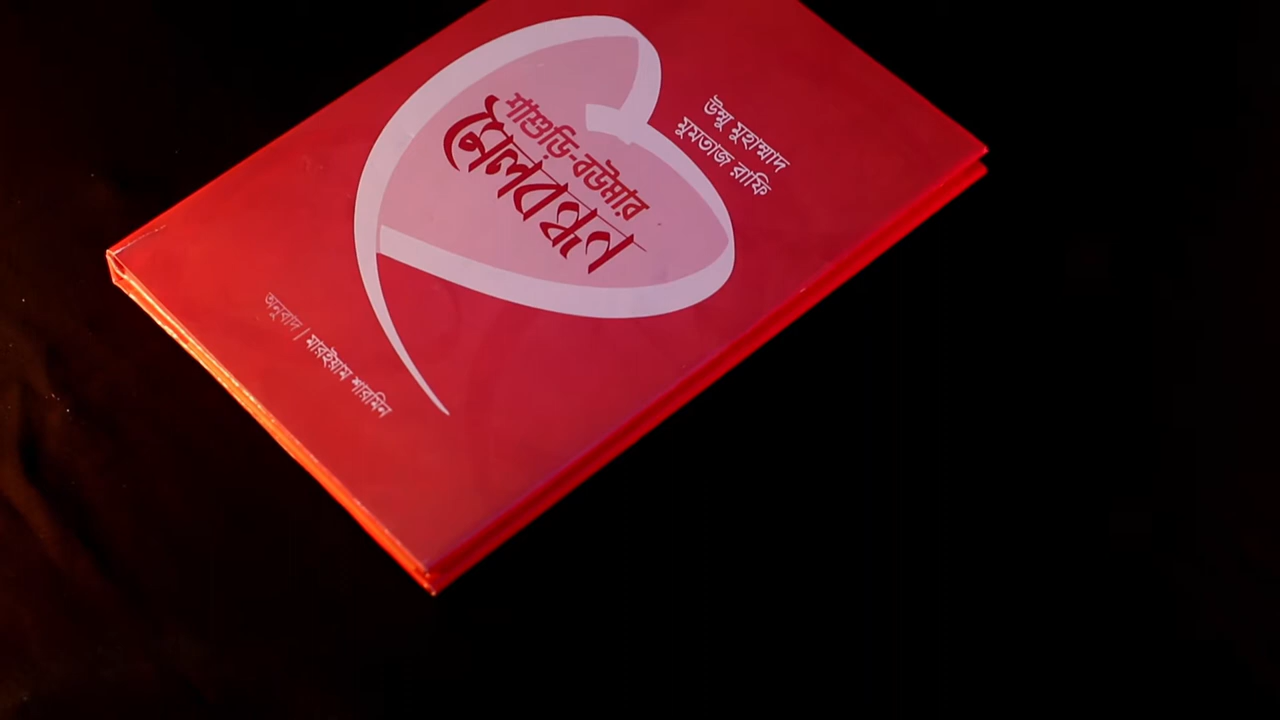 উম্মু মুহাম্মাদ
মুমতাজ রাফি
শাশুড়ি-বউমার
মেলবন্ধন
অনুবাদ | মারইয়াম শারমিন